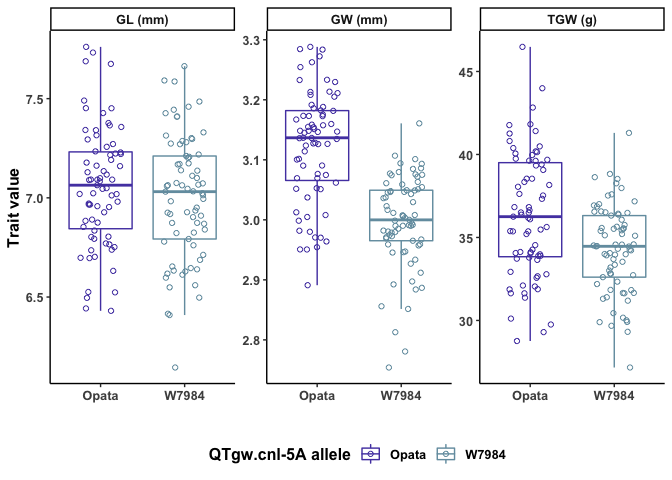 GL (mm)
GW (mm)
TGW (g)
Trait value
7.5
7.0
6.5
3.3
3.2
3.1
3.0
2.9
2.8
45
40
35
30
Opata
W7984
Opata
W7984
Opata
W7984
QTgw.cnl-5A allele Opata W7984